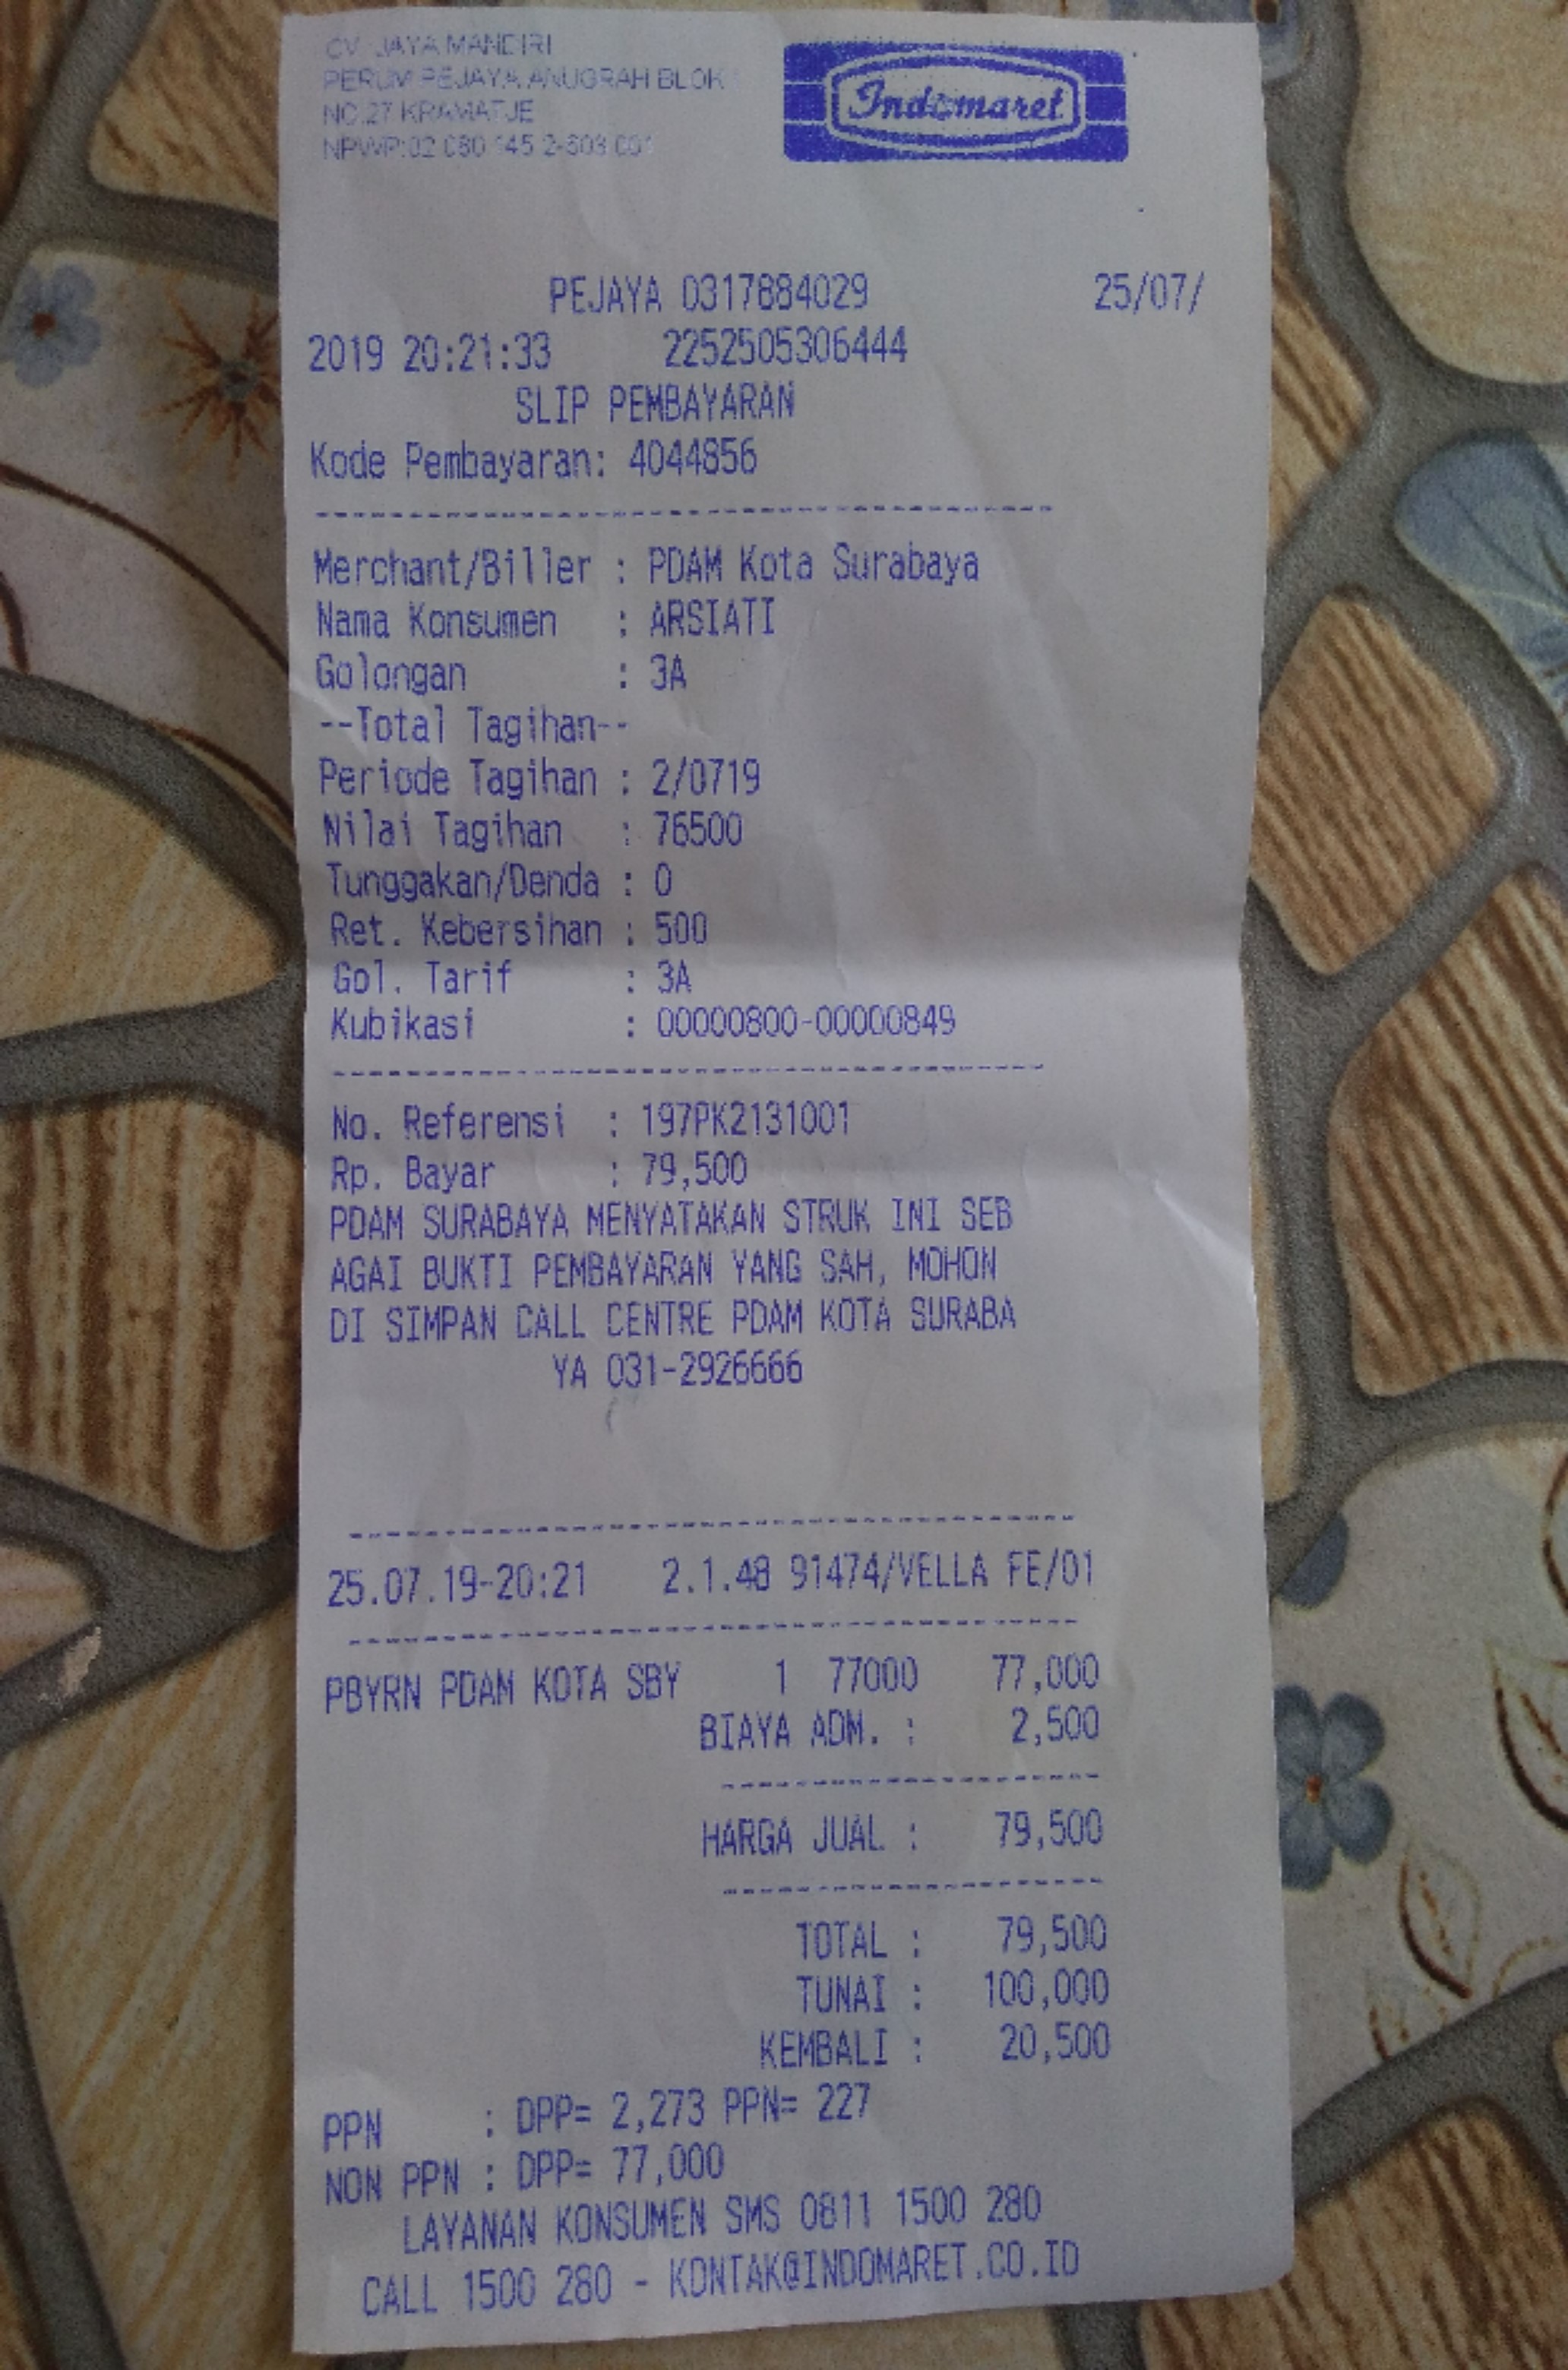 CV. JAYA MANDIRI
PERUM PEJAYA ANUGRAH BLOK
NO.27 KRAMATJE
NPWP:02.080.145.2-603.001
Indomaret
PEJAYA 0317884029 25/07/
2019 20:21:33 2252505306444
SLIP PEMBAYARAN
Kode Pembayaran: 4044856
----------------------------------------
Merchant/Biller : PDAM Kota Surabaya
Nama Konsumen : ARSIATI
Golongan : 3A
--Total Tagihan--
Periode Tagihan : 2/0719
Nilai Tagihan : 76500
Tunggakan/Denda : 0
Ret. Kebersihan : 500
Gol. Tarif : 3A
Kubikasi : 00000800-00000849
----------------------------------------
No. Referensi : 197PK2131001
Rp. Bayar : 79,500
PDAM SURABAYA MENYATAKAN STRUK INI SEB
AGAI BUKTI PEMBAYARAN YANG SAH, MOHON
DI SIMPAN CALL CENTRE PDAM KOTA SURABA
YA 031-2926666
----------------------------------------
25.07.19-20:21 2.1.48 91474/VELLA FE/01
----------------------------------------
PBYRN PDAM KOTA SBY 1 77000 77,000
BIAYA ADM. : 2,500
--------------------
HARGA JUAL : 79,500
--------------------
TOTAL : 79,500
TUNAI : 100,000
KEMBALI : 20,500
PPN : DPP= 2,273 PPN= 227
NON PPN : DPP= 77,000
LAYANAN KONSUMEN SMS 0811 1500 280
CALL 1500 280 - KONTAK@INDOMARET.CO.ID